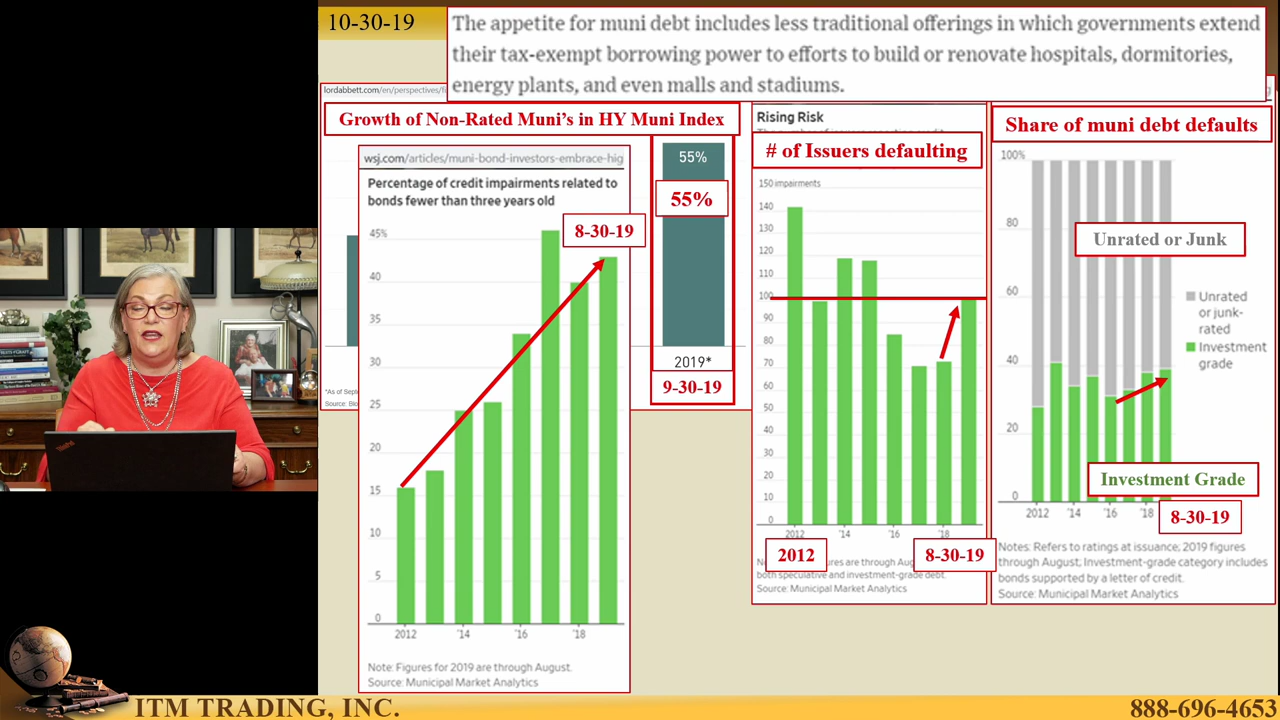 10-30-19
The appetite for muni debt includes less traditional offerings in which governments extend
their tax-exempt borrowing power to efforts to build or renovate hospitals, dormitories,
energy plants, and even malls and stadiums.
lordabbett.com/en/perspectives/fi
Growth of Non-Rated Muni's in HY Muni Index
wsj.com/articles/muni-bond-investors-embrace-hig
Percentage of credit impairments related to
bonds fewer than three years old
8-30-19
45%
40
35
30
25
20
15
10
5
0
2012
'14
'16
'18
Note: Figures for 2019 are through August.
Source: Municipal Market Analytics
55%
55%
2019*
9-30-19
*As of Sept
Source: Blo
Rising Risk
# of Issuers defaulting
150 impairments
140
130
120
110
100
90
80
70
60
50
40
30
20
10
0
2012
'14
'16
'18
2012
8-30-19
ures are through Aug
both speculative and investment-grade debt.
Source: Municipal Market Analytics
Share of muni debt defaults
100%
80
60
40
20
0
Unrated or Junk
Unrated
or junk-
rated
Investment
grade
Investment Grade
2012
'14
'16
'18
8-30-19
Notes: Refers to ratings at issuance; 2019 figures
through August; Investment-grade category includes
bonds supported by a letter of credit.
Source: Municipal Market Analytics
ThinkPad
ITM TRADING, INC.
888-696-4653